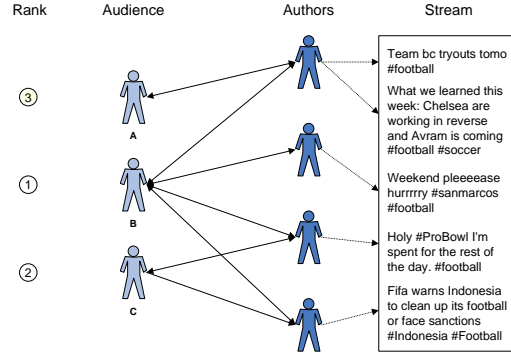 Rank Audience Authors Stream
Team bc tryouts tomo
#football
What we learned this
week: Chelsea are
working in reverse
and Avram is coming
#football #soccer
3
A
Weekend pleeeease
hurrrrry #sanmarcos
#football
1
B
Holy #ProBowl I'm
spent for the rest of
the day. #football
2
C
Fifa warns Indonesia
to clean up its football
or face sanctions
#Indonesia #Football